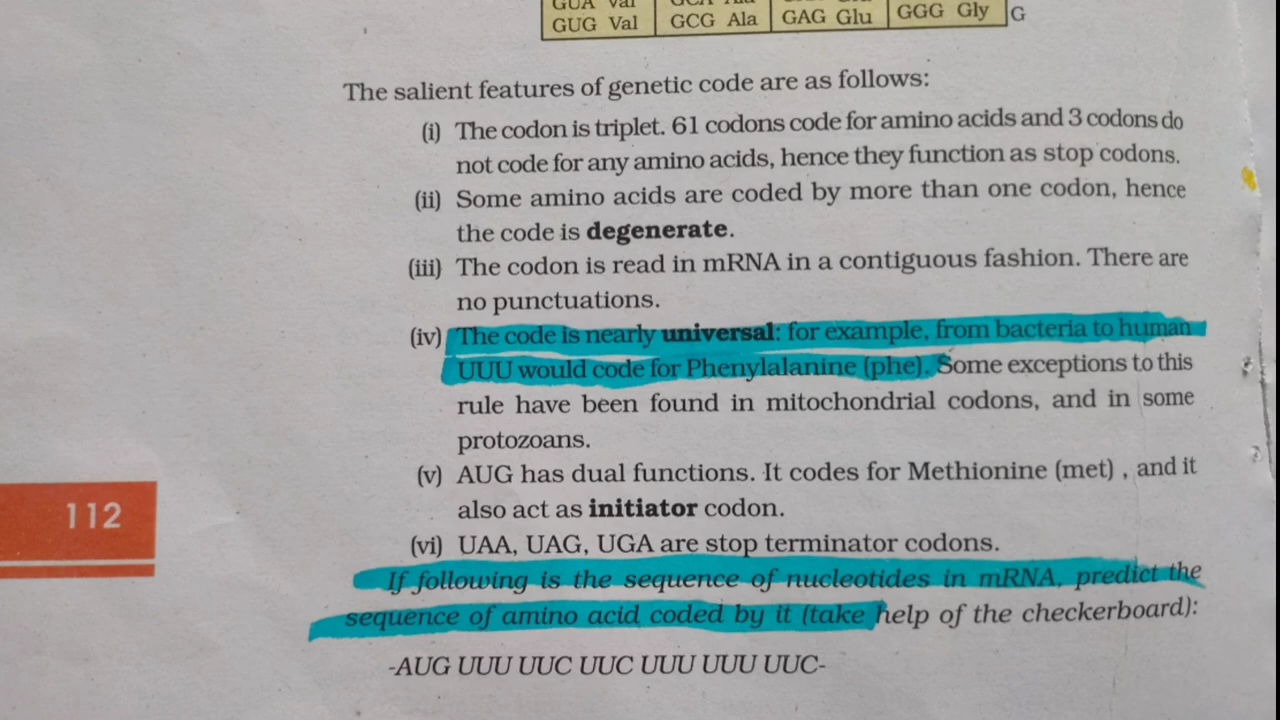 GUA Val
GUG Val GCG Ala GAG Glu GGG Gly G
The salient features of genetic code are as follows:
(i) The codon is triplet. 61 codons code for amino acids and 3 codons do
not code for any amino acids, hence they function as stop codons.
(ii) Some amino acids are coded by more than one codon, hence
the code is degenerate.
(iii) The codon is read in mRNA in a contiguous fashion. There are
no punctuations.
(iv) The code is nearly universal: for example, from bacteria to human
UUU would code for Phenylalanine (phe). Some exceptions to this
rule have been found in mitochondrial codons, and in some
protozoans.
(v) AUG has dual functions. It codes for Methionine (met) , and it
also act as initiator codon.
112
(vi) UAA, UAG, UGA are stop terminator codons.
If following is the sequence of nucleotides in mRNA, predict the
sequence of amino acid coded by it (take help of the checkerboard):
-AUG UUU UUC UUC UUU UUU UUC-